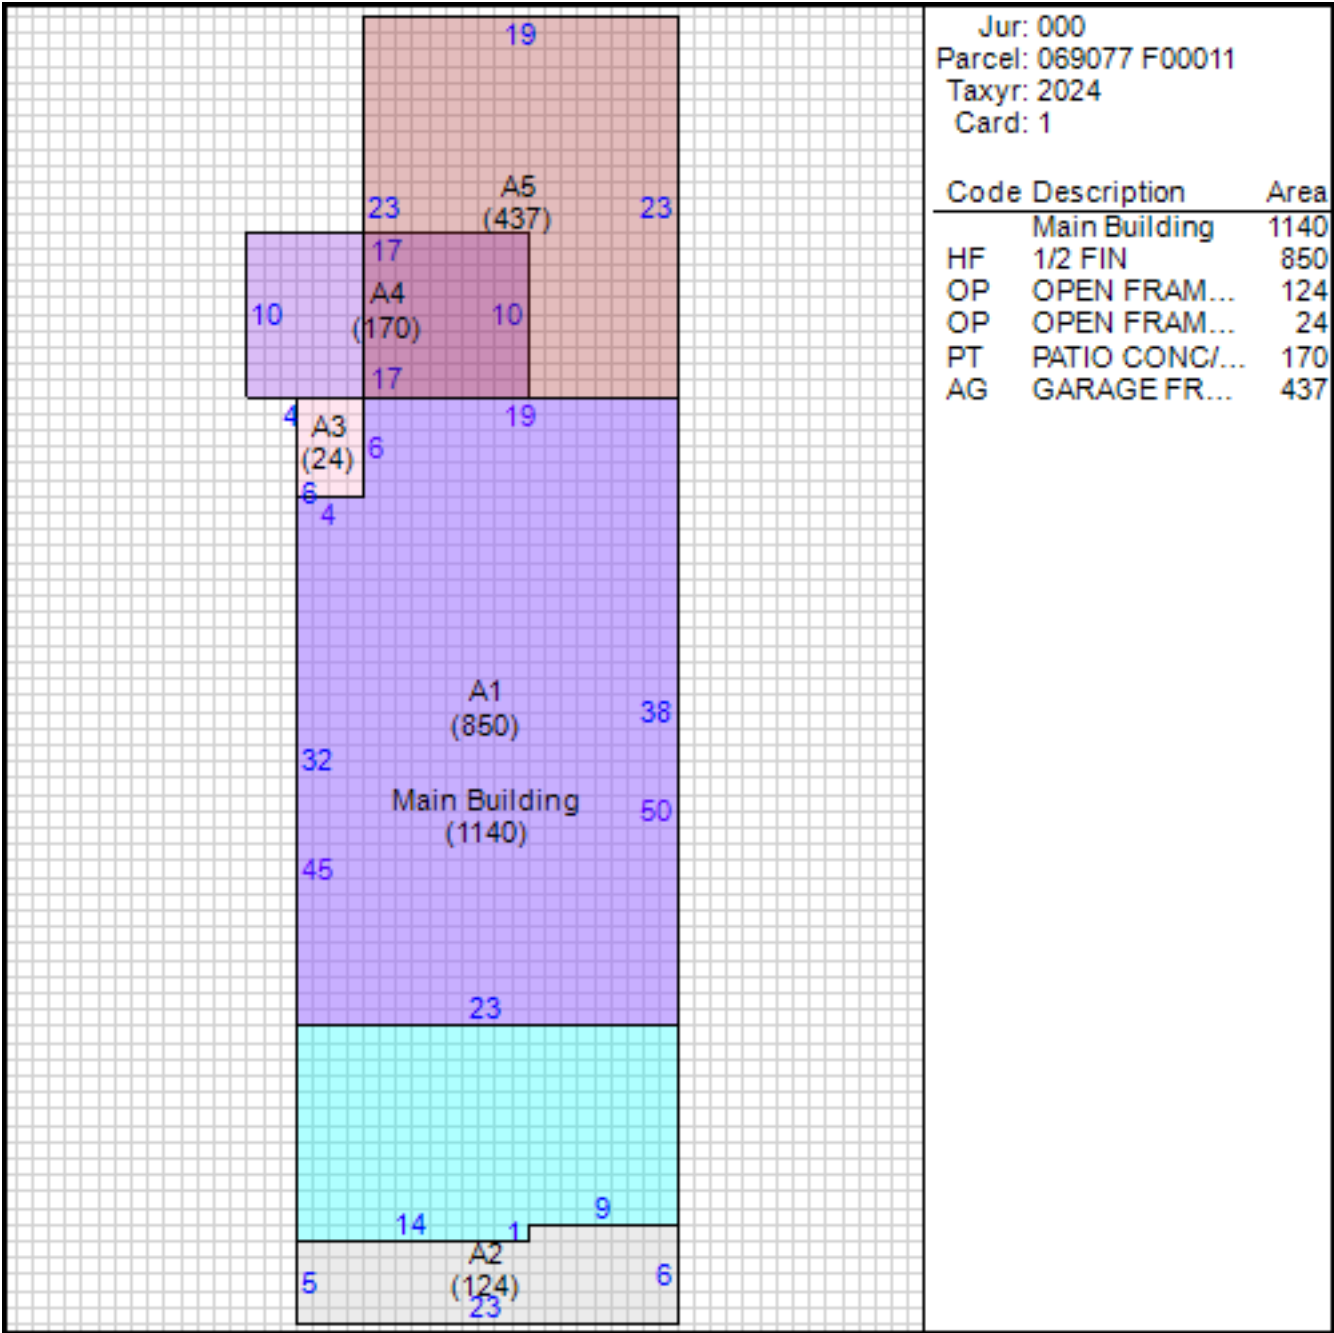 Jur: 000
Parcel: 069077 F00011
Taxyr: 2024
Card: 1
Code Description Area
Main Building 1140
HF 1/2 FIN 850
OP OPEN FRAM... 124
OP OPEN FRAM... 24
PT PATIO CONC/... 170
AG GARAGE FR... 437
19
A5
(437)
23
23
17
A4
(170)
10
10
17
4
19
A3
(24)
6
6
4
A1
(850)
38
32
Main Building
(1140)
50
45
23
9
14
1
A2
(124)
5
6
23